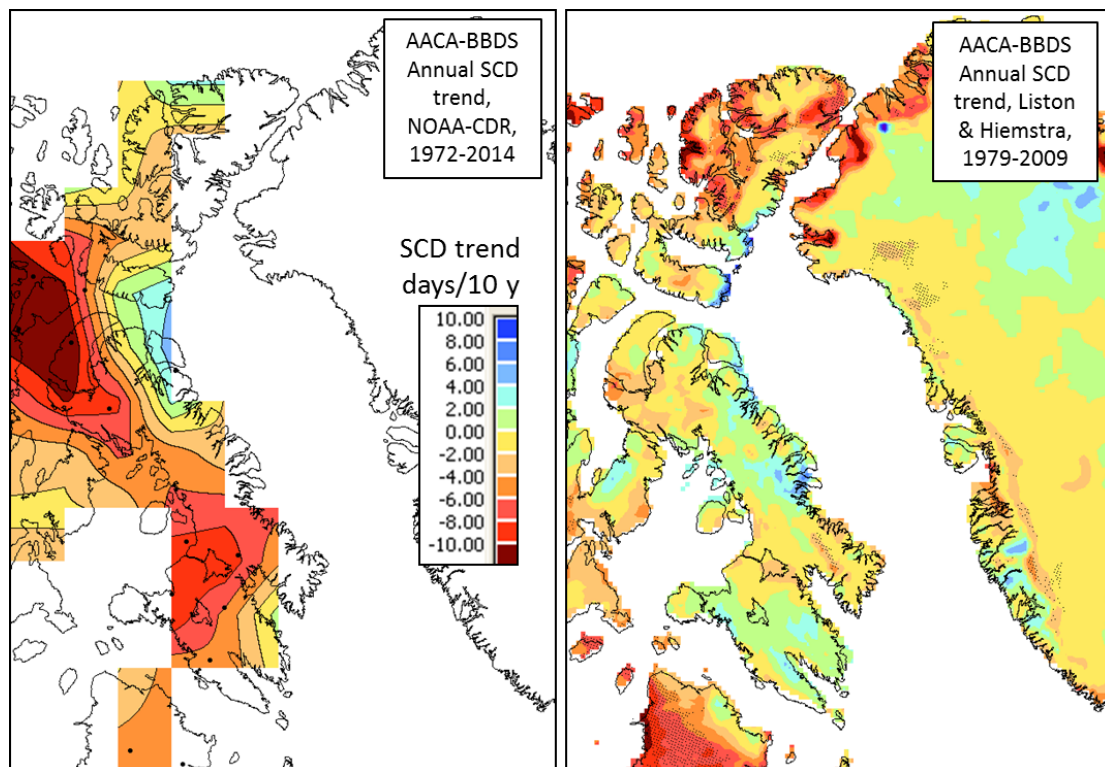 AACA-BBDS
Annual SCD
trend,
NOAA-CDR,
1972-2014
SCD trend
days/10 y
10.00
8.00
6.00
4.00
2.00
0.00
-2.00
-4.00
-6.00
-8.00
-10.00
AACA-BBDS
Annual SCD
trend, Liston
& Hiemstra,
1979-2009